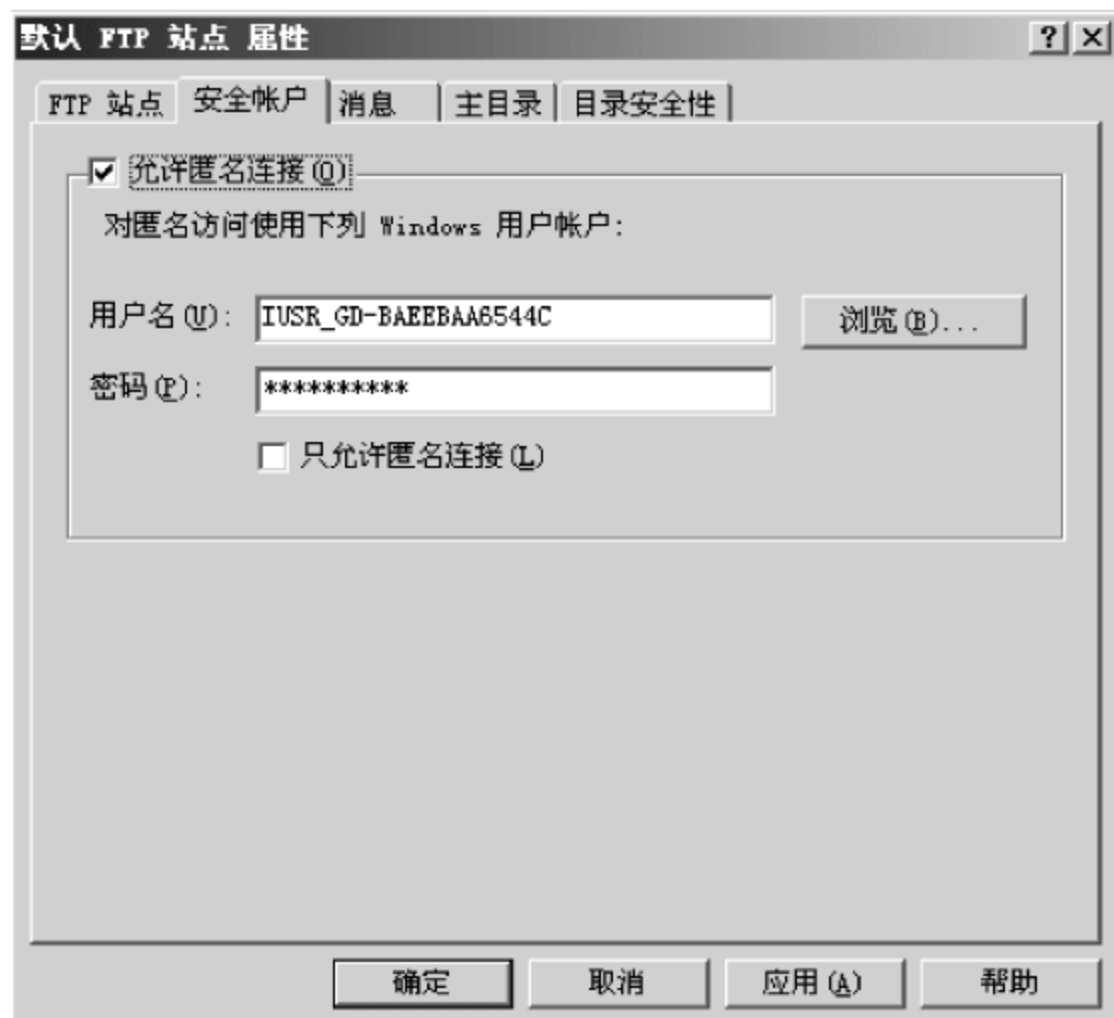 默认 FTP 站点 属性
FTP 站点 安全帐户 消息 主目录 目录安全性
允许匿名连接(O)
对匿名访问使用下列 Windows 用户帐户:
用户名(U): IUSR_GD-BAEEBAA6544C 浏览(B)...
密码(P): **********
只允许匿名连接(L)
确定 取消 应用(A) 帮助